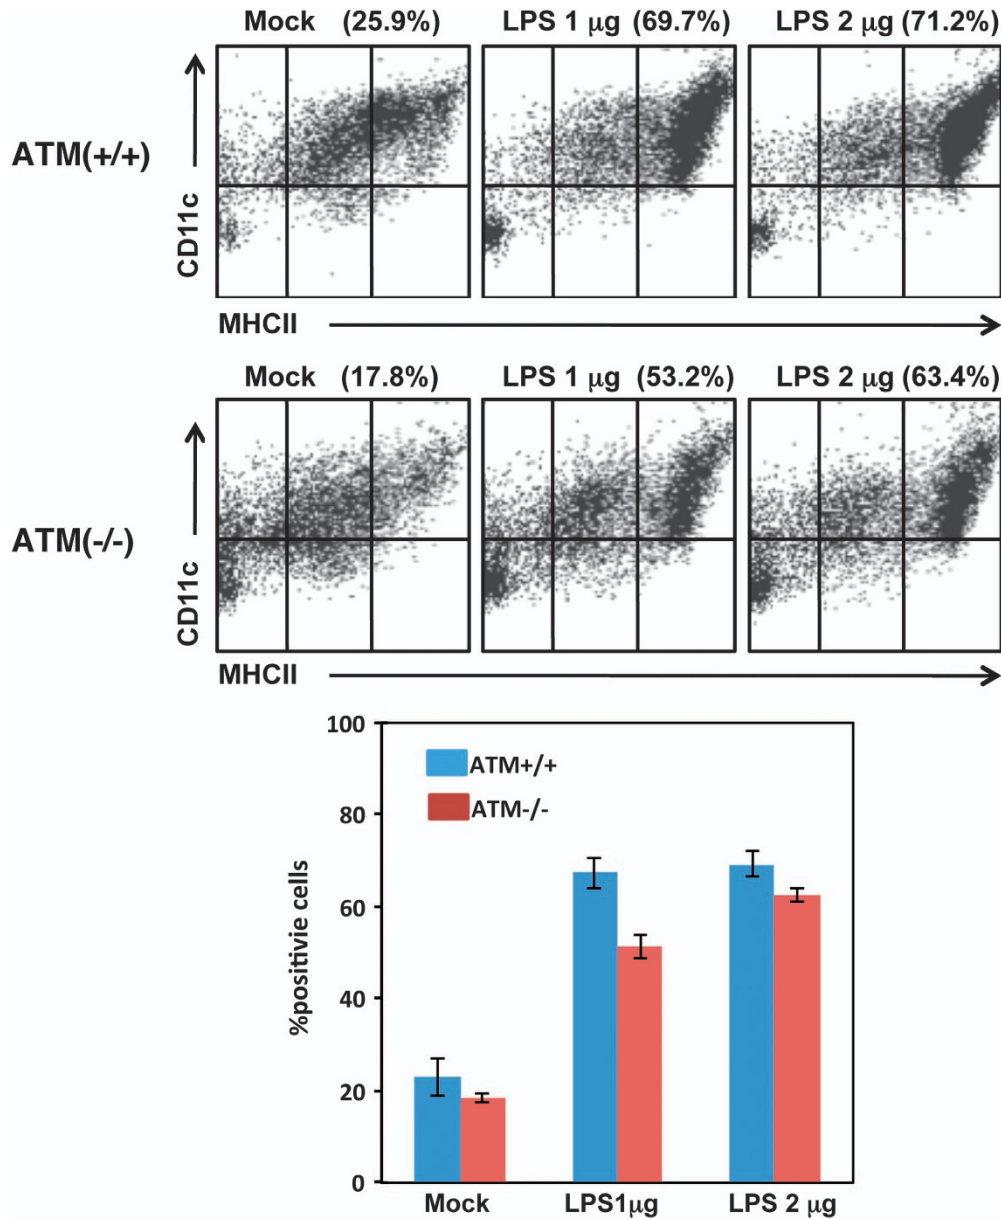 Mock (25.9%) LPS 1 μg (69.7%) LPS 2 μg (71.2%)
ATM(+/+)
CD11c
MHCII
Mock (17.8%) LPS 1 μg (53.2%) LPS 2 μg (63.4%)
ATM(-/-)
CD11c
MHCII
100
80
60
40
20
0
%positivie cells
ATM+/+
ATM-/-
Mock LPS1μg LPS 2 μg